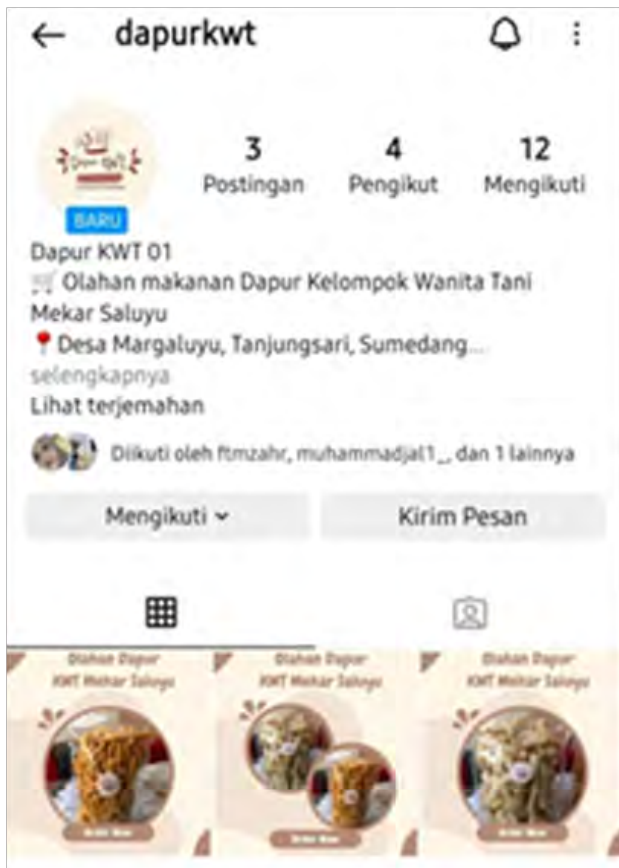 dapurkwt
3 4 12
Postingan Pengikut Mengikuti
Dapur KWT
BARU
Dapur KWT 01
Olahan makanan Dapur Kelompok Wanita Tani
Mekar Saluyu
Desa Margaluyu, Tanjungsari, Sumedang...
selengkapnya
Lihat terjemahan
Diikuti oleh ftmzahr, muhammadjal1_, dan 1 lainnya
Mengikuti Kirim Pesan
Olahan Dapur
KWT Mekar Saluyu
Olahan Dapur
KWT Mekar Saluyu
Olahan Dapur
KWT Mekar Saluyu